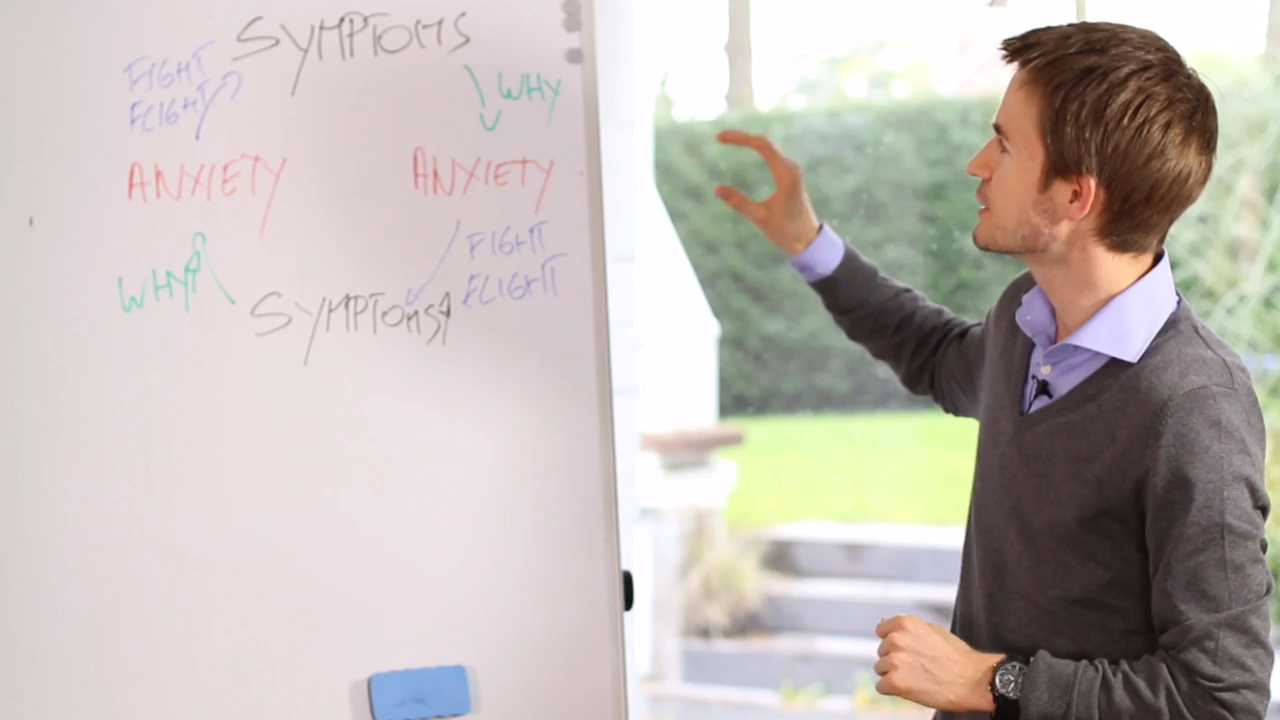 SYMPTOMS
FIGHT
FLIGHT
WHY
ANXIETY
ANXIETY
WHY
FIGHT
FLIGHT
SYMPTOMS